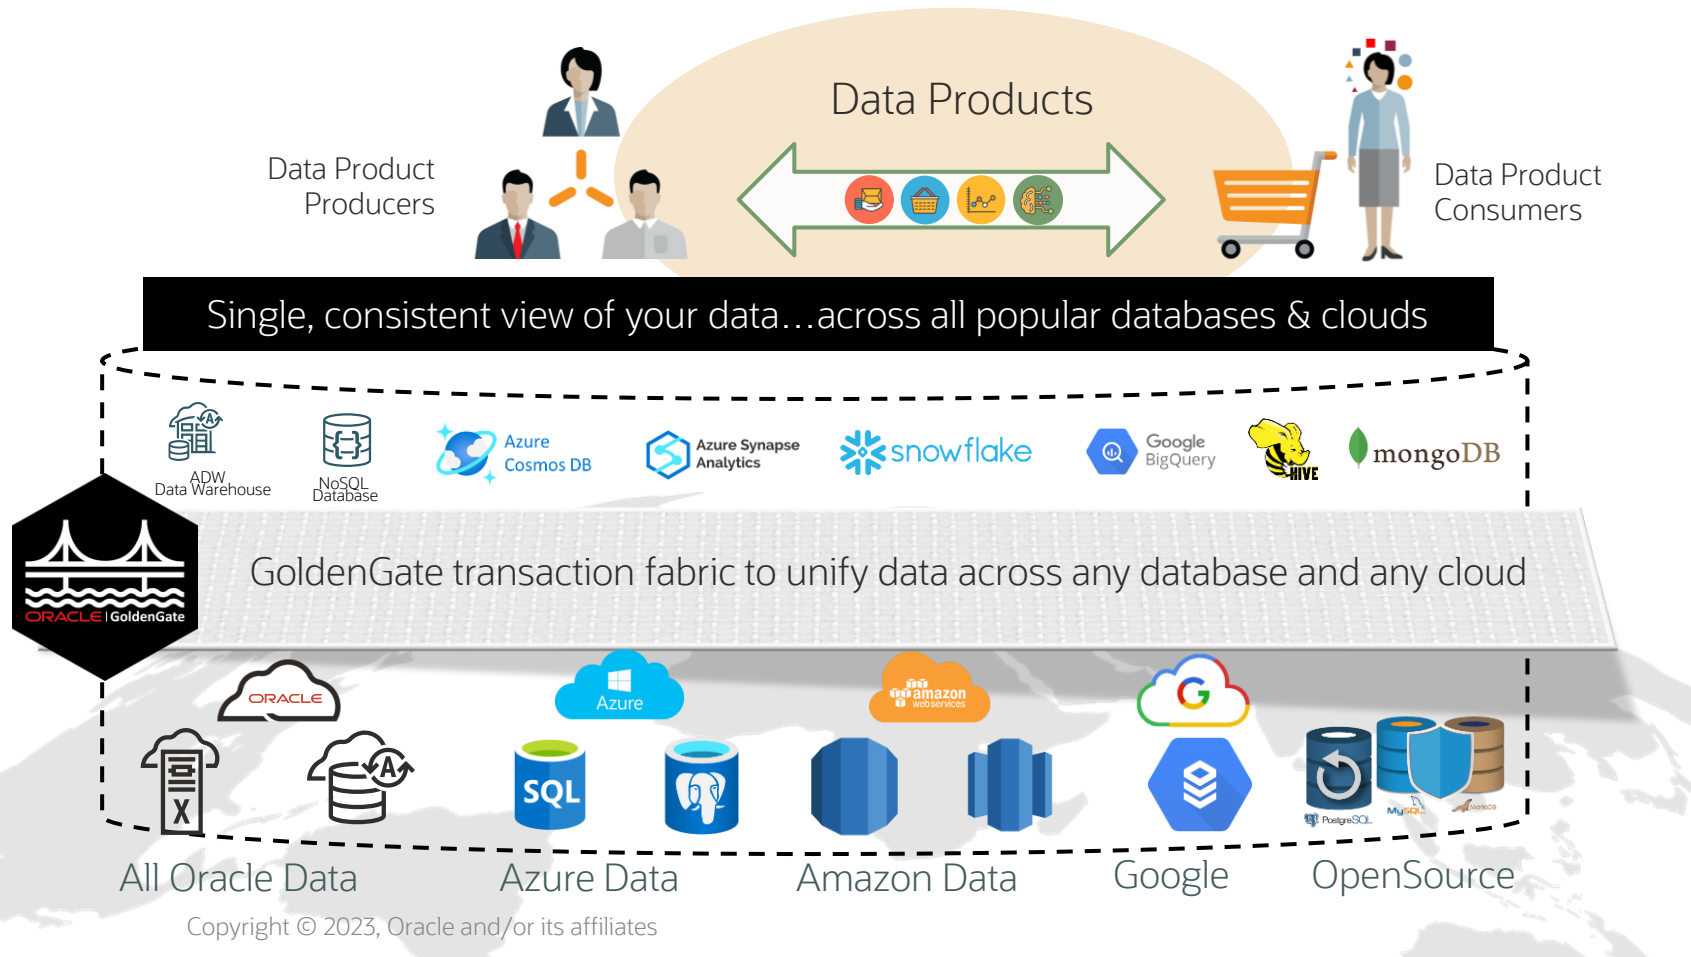 Data Products
Data Product
Producers
Data Product
Consumers
Single, consistent view of your data...across all popular databases & clouds
A
ADW
Data Warehouse
{-}
NoSQL
Database
Azure
Cosmos DB
Azure Synapse
Analytics
snowflake
Google
BigQuery
HIVE
mongoDB
ORACLE | GoldenGate
GoldenGate transaction fabric to unify data across any database and any cloud
ORACLE
Azure
amazon
webservices
G
X
A
SQL
PostgreSQL
MySQL
MariaDB
All Oracle Data
Azure Data
Amazon Data
Google
OpenSource
Copyright © 2023, Oracle and/or its affiliates